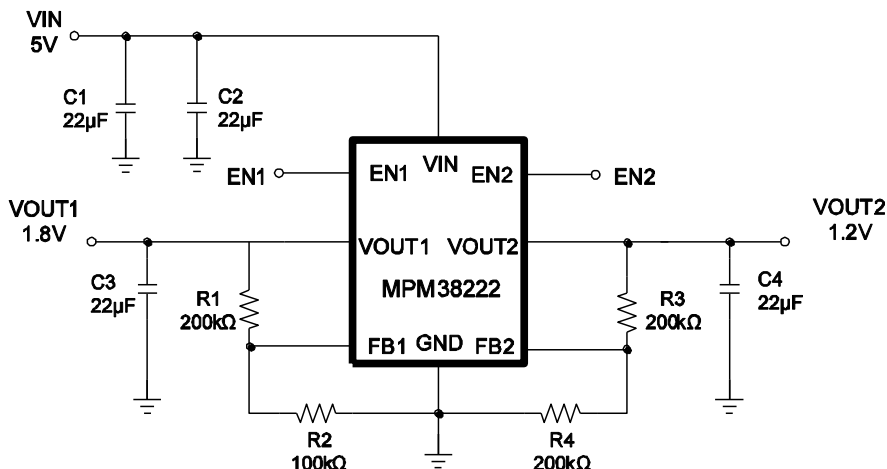 VIN
5V
C1
22μF
C2
22μF
EN1
EN1
VIN
EN2
EN2
VOUT1
1.8V
VOUT1
VOUT2
VOUT2
1.2V
C3
22μF
R1
200kΩ
MPM38222
R3
200kΩ
C4
22μF
FB1
GND
FB2
R2
100kΩ
R4
200kΩ